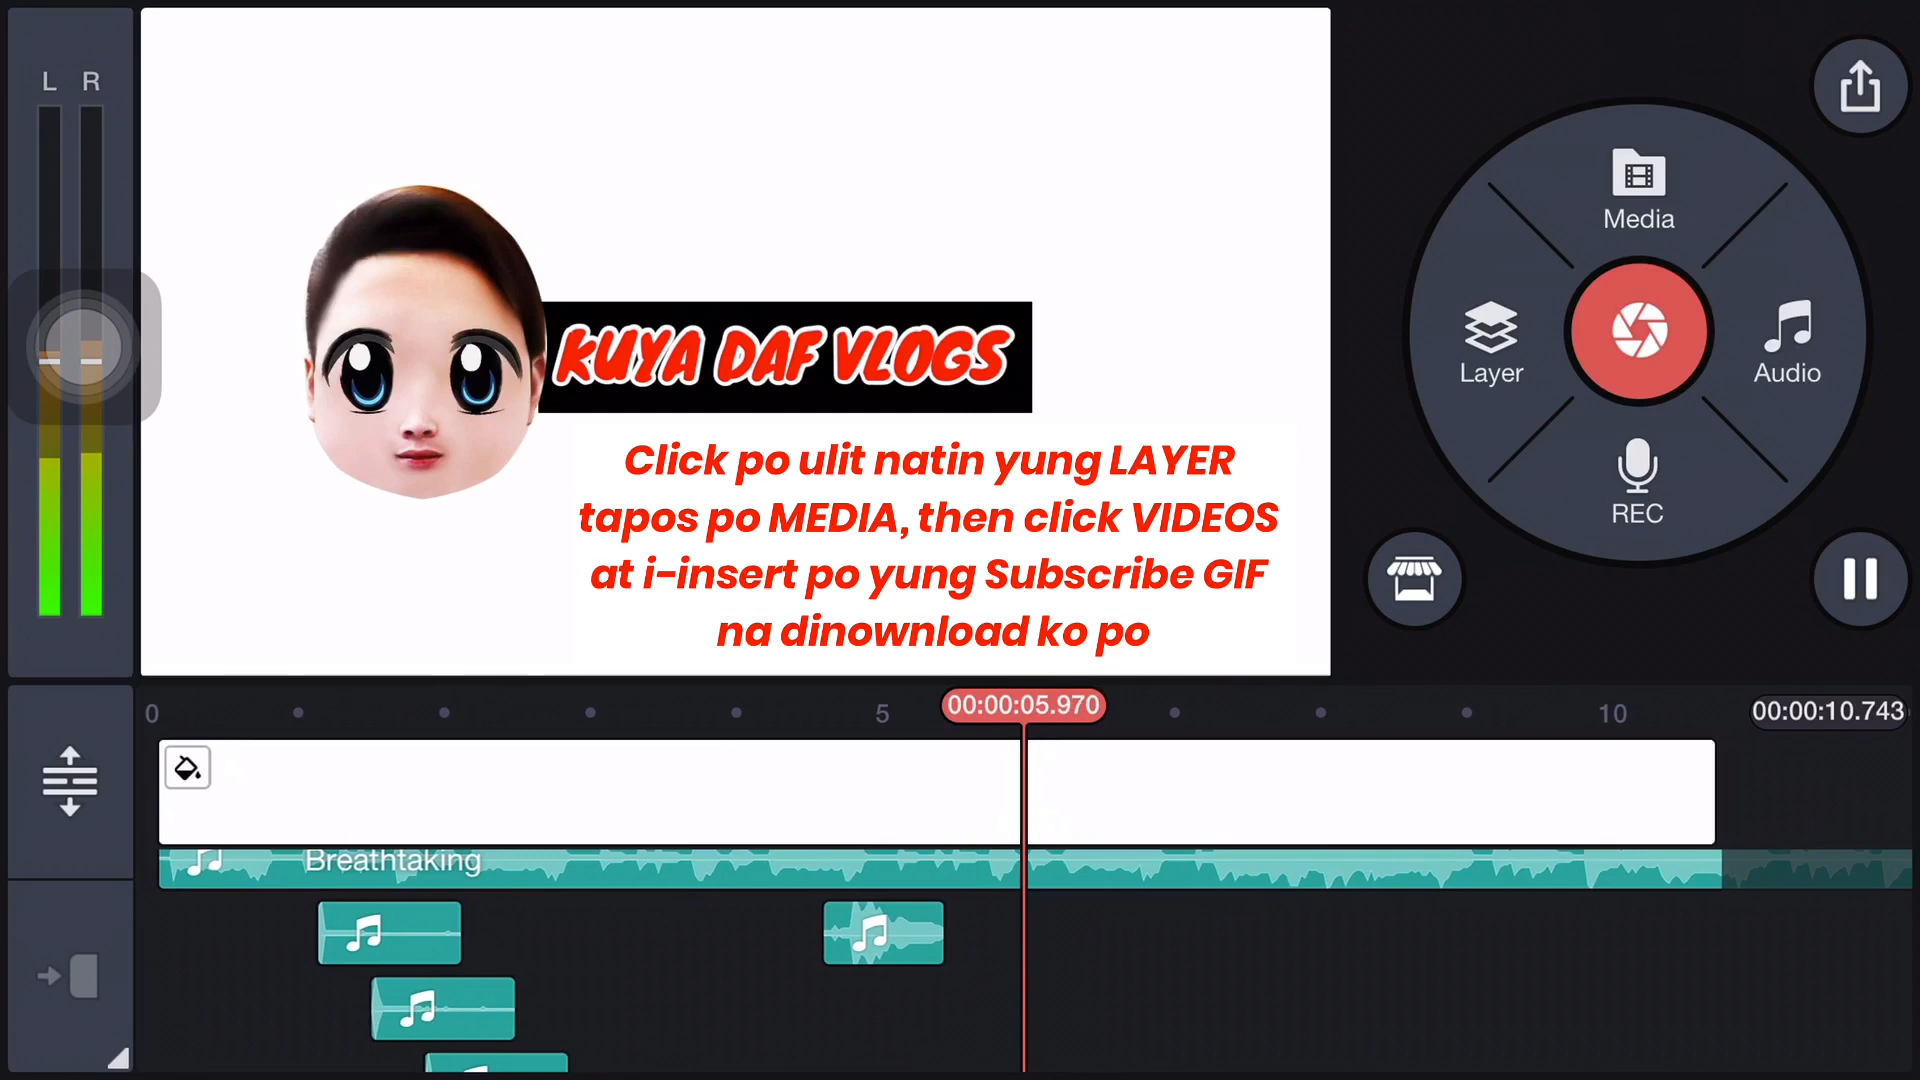 L R
Media
Layer
Audio
REC
KUYA DAF VLOGS
Click po ulit natin yung LAYER
tapos po MEDIA, then click VIDEOS
at i-insert po yung Subscribe GIF
na dinownload ko po
0
5
00:00:05.970
10
00:00:10.743
Breathtaking